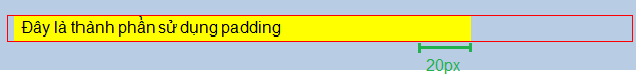 Đây là thành phần sử dụng padding
20px